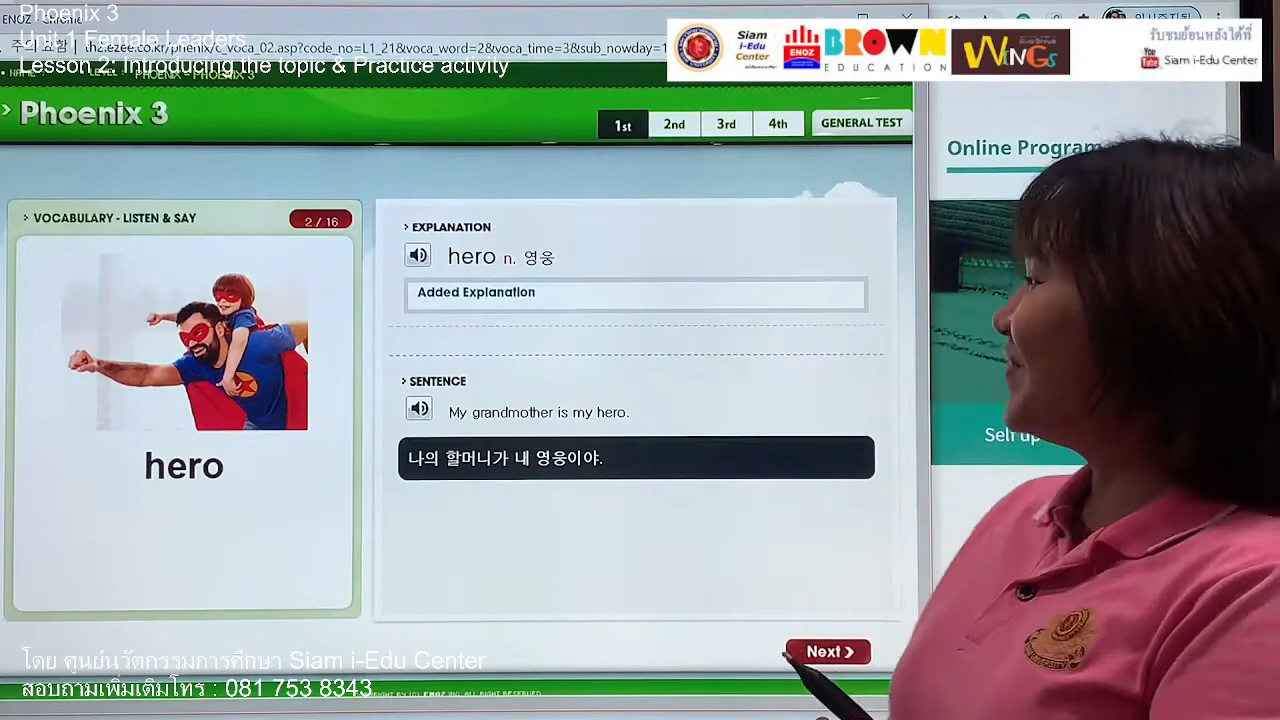 Phoenix 3
Unit 1 Female Leaders
Lesson 2: Introducing the topic & Practice activity
Siam
i-Edu
Center
ENOZ
BROWN
EDUCATION
WiNGs
รับชมย้อนหลังได้ที่
You Tube
Siam i-Edu Center
Phoenix 3
1st
2nd
3rd
4th
GENERAL TEST
Online Program
VOCABULARY - LISTEN & SAY
2 / 16
hero
EXPLANATION
hero n. 영웅
Added Explanation
SENTENCE
My grandmother is my hero.
나의 할머니가 내 영웅이야.
Next
โดย ศูนย์นวัตกรรมการศึกษา Siam i-Edu Center
สอบถามเพิ่มเติมโทร : 081 753 8343